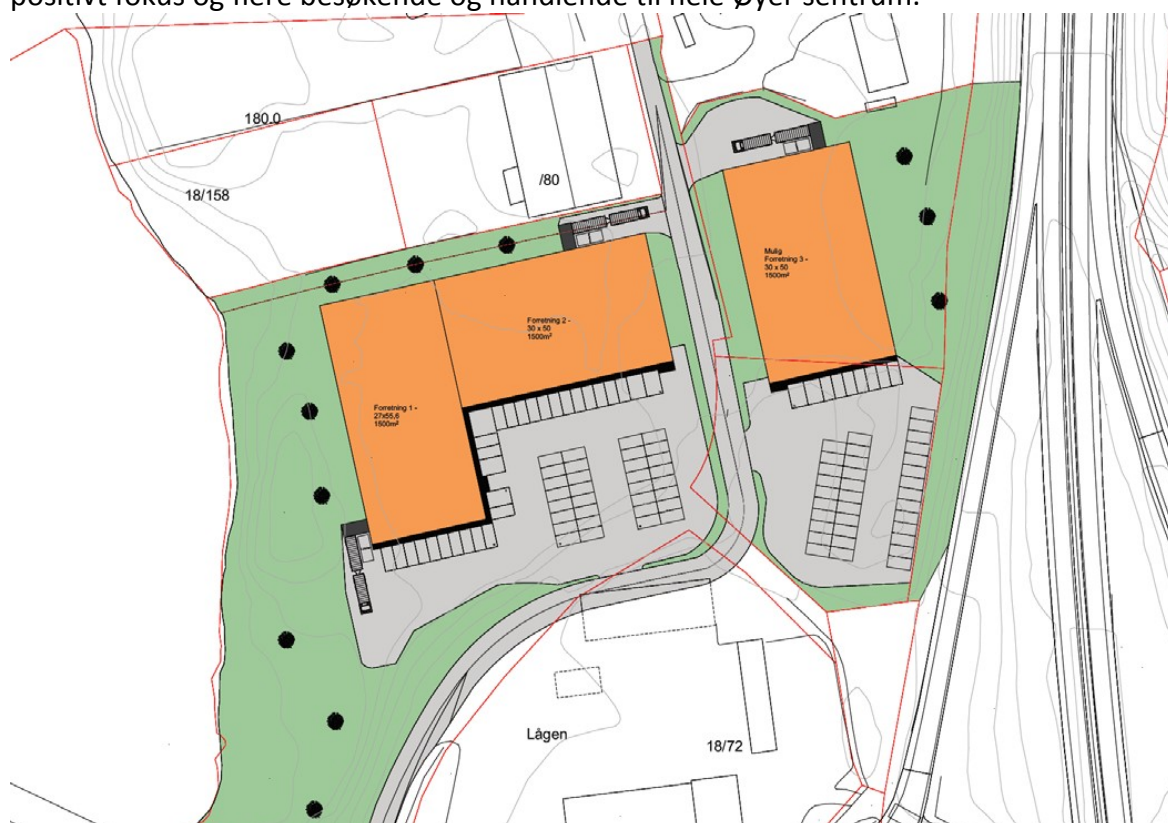 positivt fokus og flere besøkende og handlende til hele Øyer sentrum.
180.0
18/158
/80
Mulig
Forretning 3 -
30 x 50
1500m²
Forretning 2 -
30 x 50
1500m²
Forretning 1 -
27x55,6
1500m²
Lågen
18/72